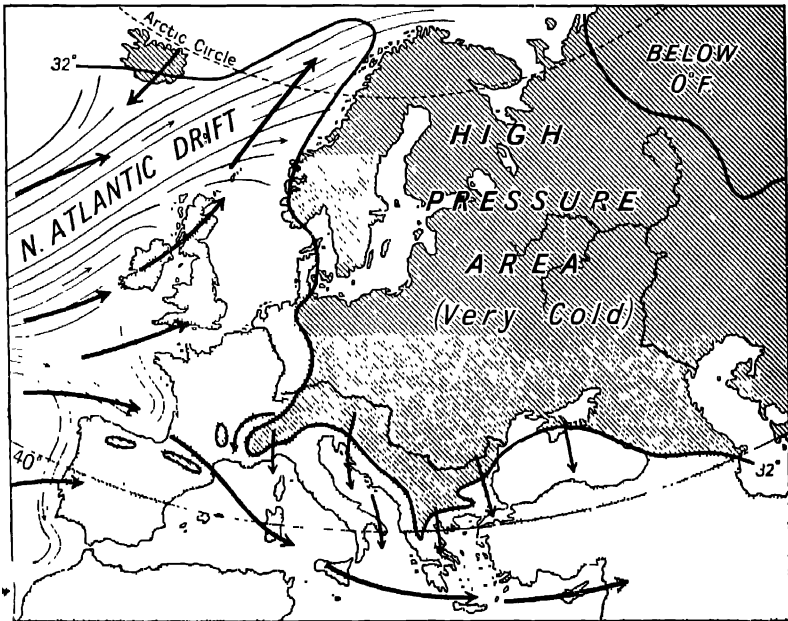 Arctic Circle
32°
BELOW
0°F.
N. ATLANTIC DRIFT
HIGH
PRESSURE
AREA
(Very Cold)
40°
32°